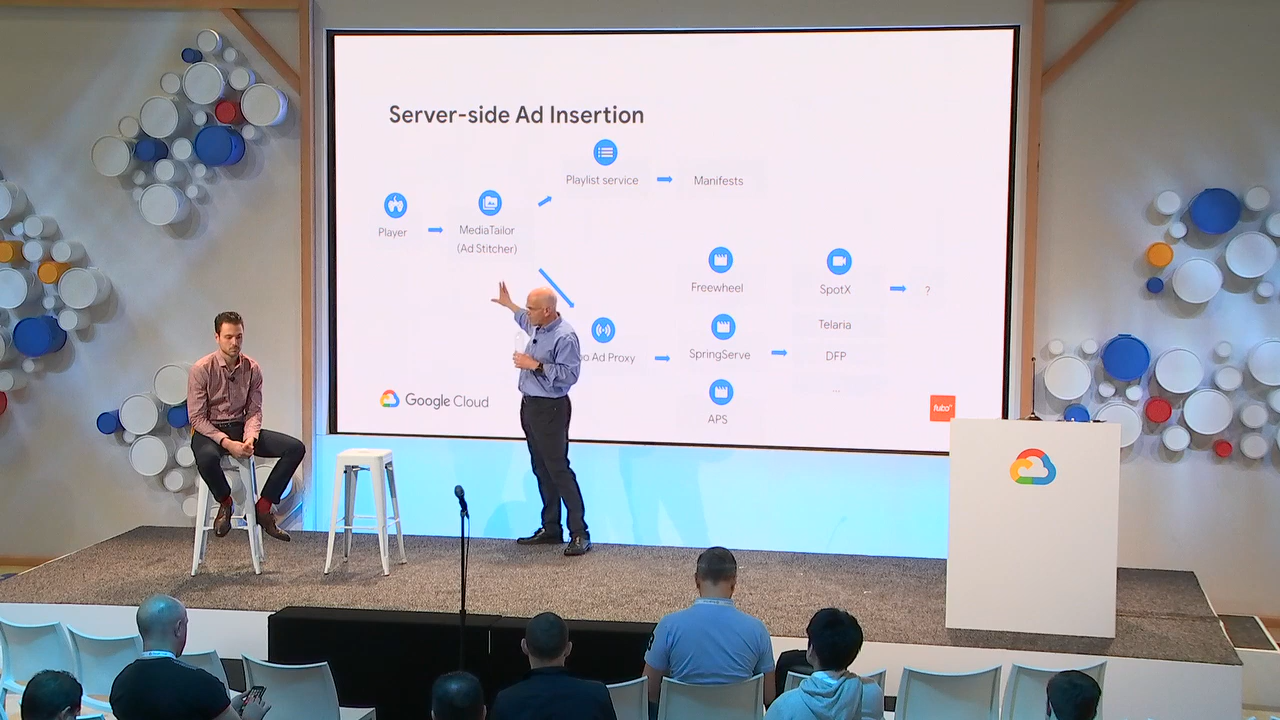 Server-side Ad Insertion
Playlist service
Manifests
Player
MediaTailor
(Ad Stitcher)
Freewheel
SpotX
?
Telaria
Ad Proxy
SpringServe
DFP
...
APS
Google Cloud
fubo